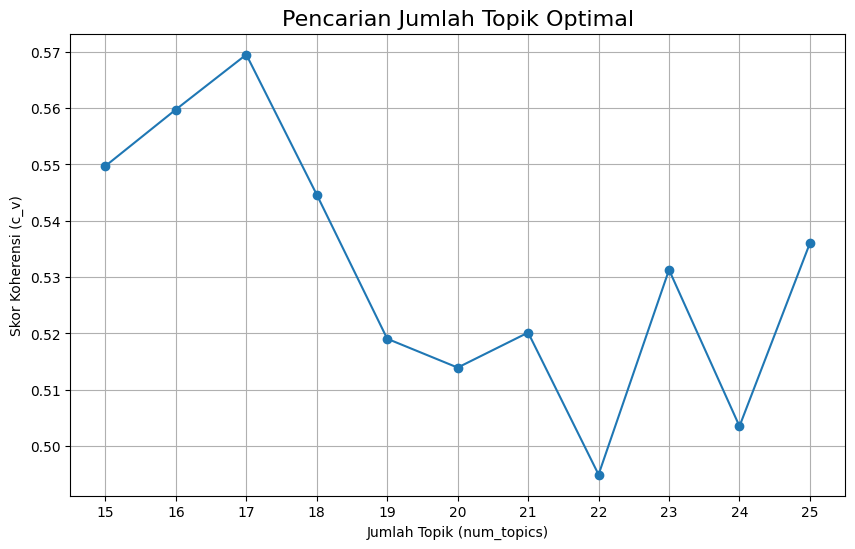 Pencarian Jumlah Topik Optimal
0.57
0.56
0.55
0.54
0.53
0.52
0.51
0.50
Skor Koherensi (c_v)
15 16 17 18 19 20 21 22 23 24 25
Jumlah Topik (num_topics)